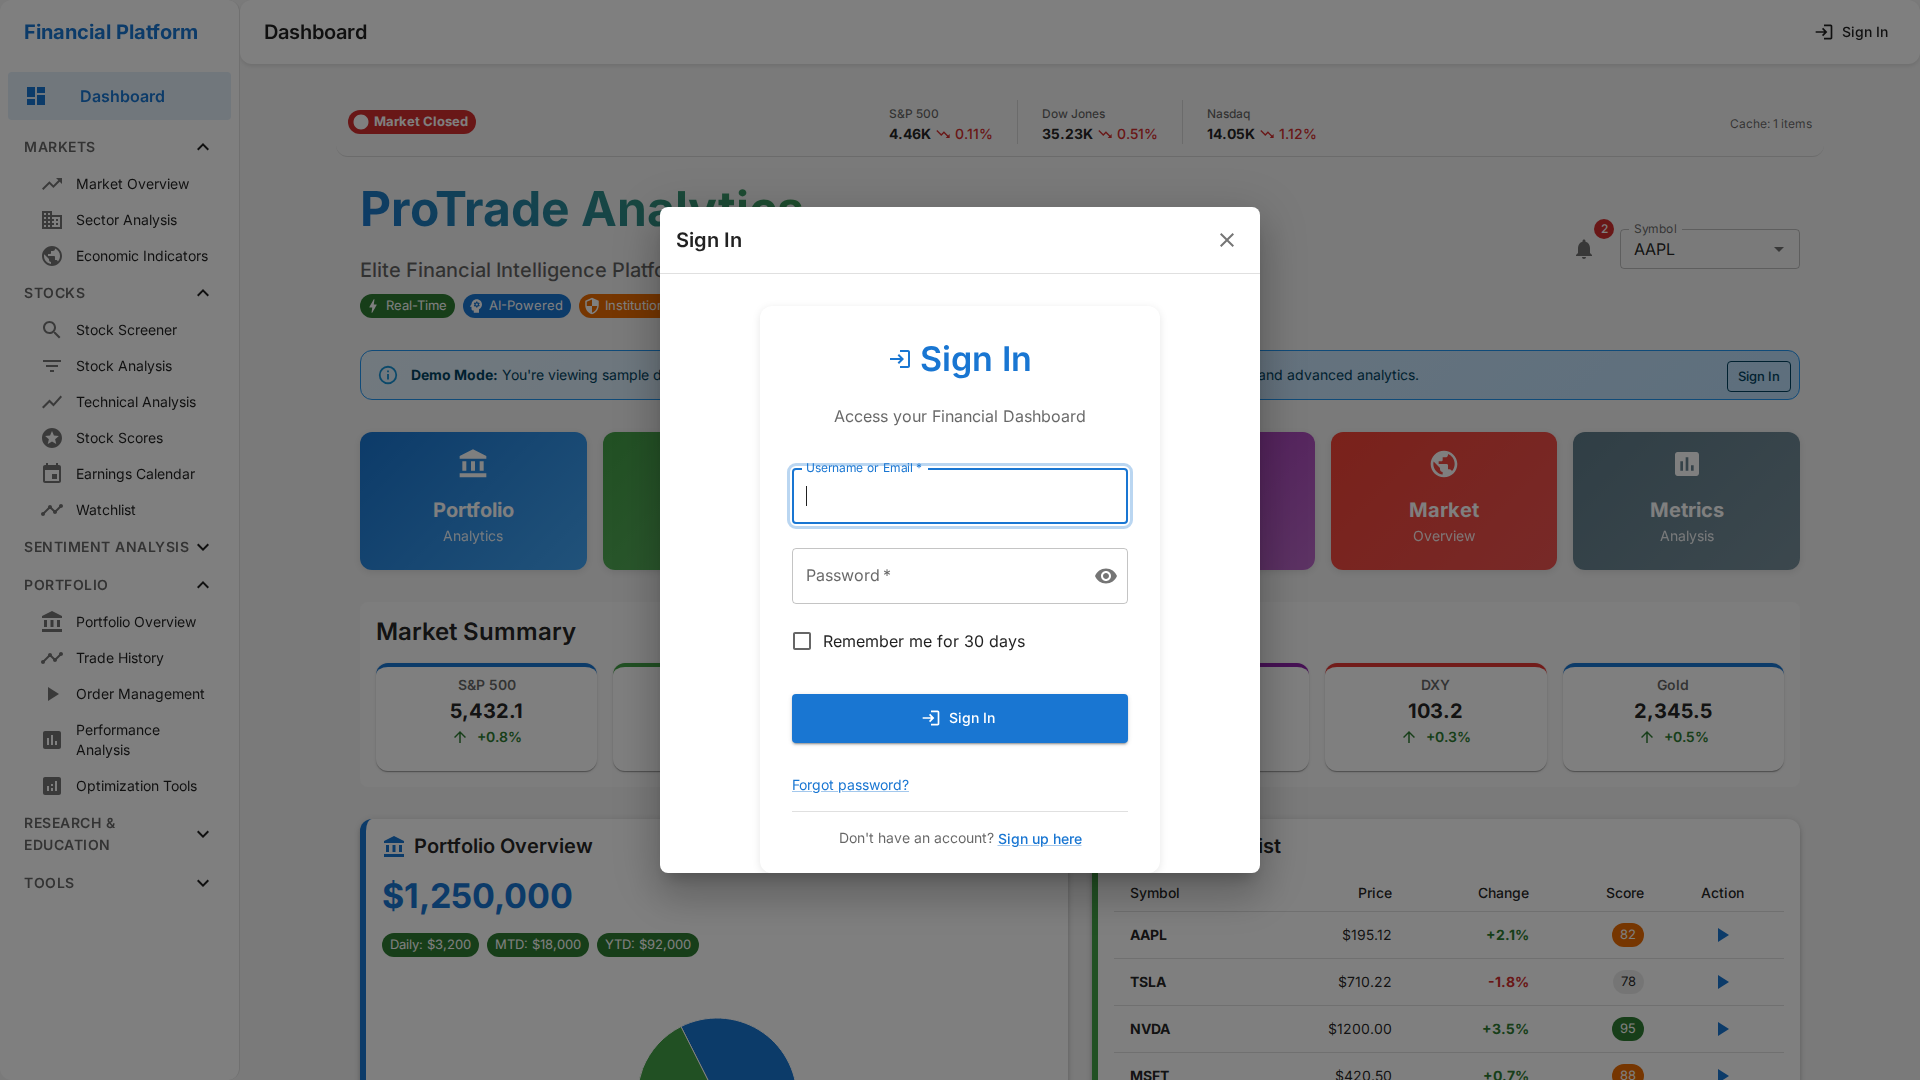 Financial Platform
Dashboard
Sign In
Dashboard
MARKETS
Market Overview
Sector Analysis
Economic Indicators
STOCKS
Stock Screener
Stock Analysis
Technical Analysis
Stock Scores
Earnings Calendar
Watchlist
SENTIMENT ANALYSIS
PORTFOLIO
Portfolio Overview
Trade History
Order Management
Performance
Analysis
Optimization Tools
RESEARCH &
EDUCATION
TOOLS
Market Closed
S&P 500
4.46K 0.11%
Dow Jones
35.23K 0.51%
Nasdaq
14.05K 1.12%
Cache: 1 items
ProTrade Analytics
Elite Financial Intelligence
Real-Time
AI-Powered
2
Symbol
AAPL
Demo Mode: You're viewing sample
and advanced analytics.
Sign In
Portfolio
Analytics
Market
Overview
Metrics
Analysis
Market Summary
S&P 500
5,432.1
+0.8%
DXY
103.2
+0.3%
Gold
2,345.5
+0.5%
Portfolio Overview
$1,250,000
Daily: $3,200
MTD: $18,000
YTD: $92,000
Symbol Price Change Score Action
AAPL $195.12 +2.1% 82
TSLA $710.22 -1.8% 78
NVDA $1200.00 +3.5% 95
MSFT $420.50 +0.7% 88
Sign In
Sign In
Access your Financial Dashboard
Username or Email *
Password *
Remember me for 30 days
Sign In
Forgot password?
Don't have an account? Sign up here